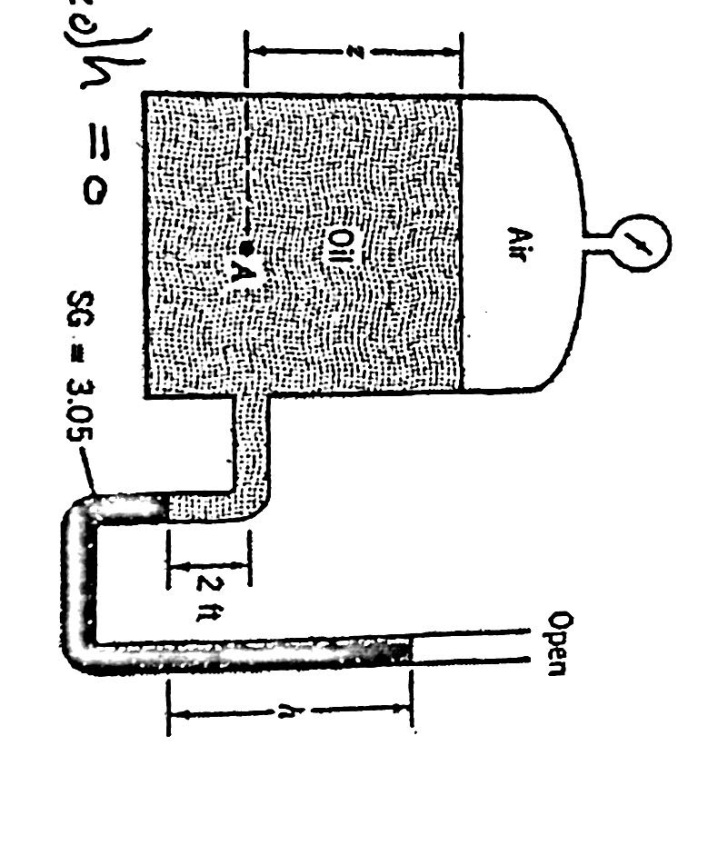 Air
Open
z
Oil
A
2 ft
h
SG = 3.05
)h = 0